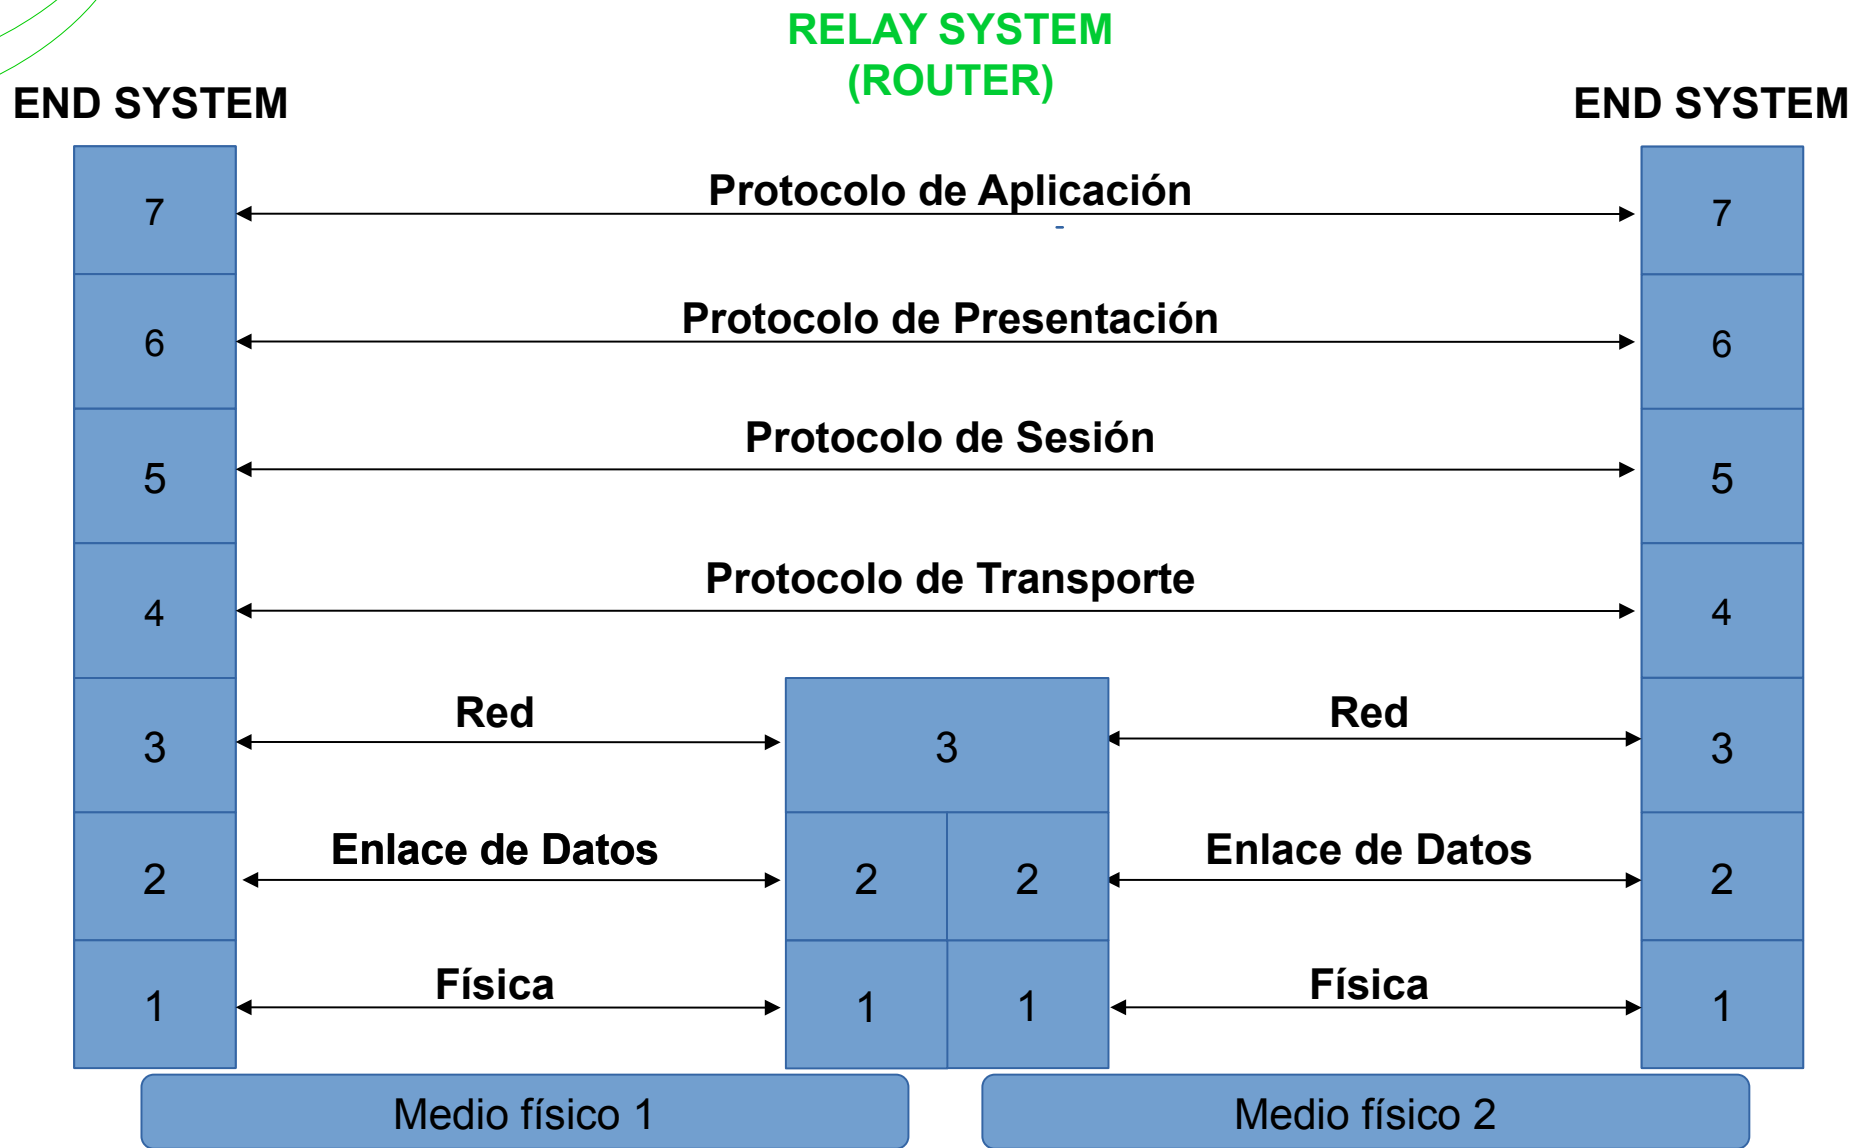 RELAY SYSTEM
(ROUTER)
END SYSTEM
END SYSTEM
7
Protocolo de Aplicación
7
6
Protocolo de Presentación
6
5
Protocolo de Sesión
5
4
Protocolo de Transporte
4
3
Red
3
Red
3
2
Enlace de Datos
2
2
Enlace de Datos
2
1
Física
1
1
Física
1
Medio físico 1
Medio físico 2